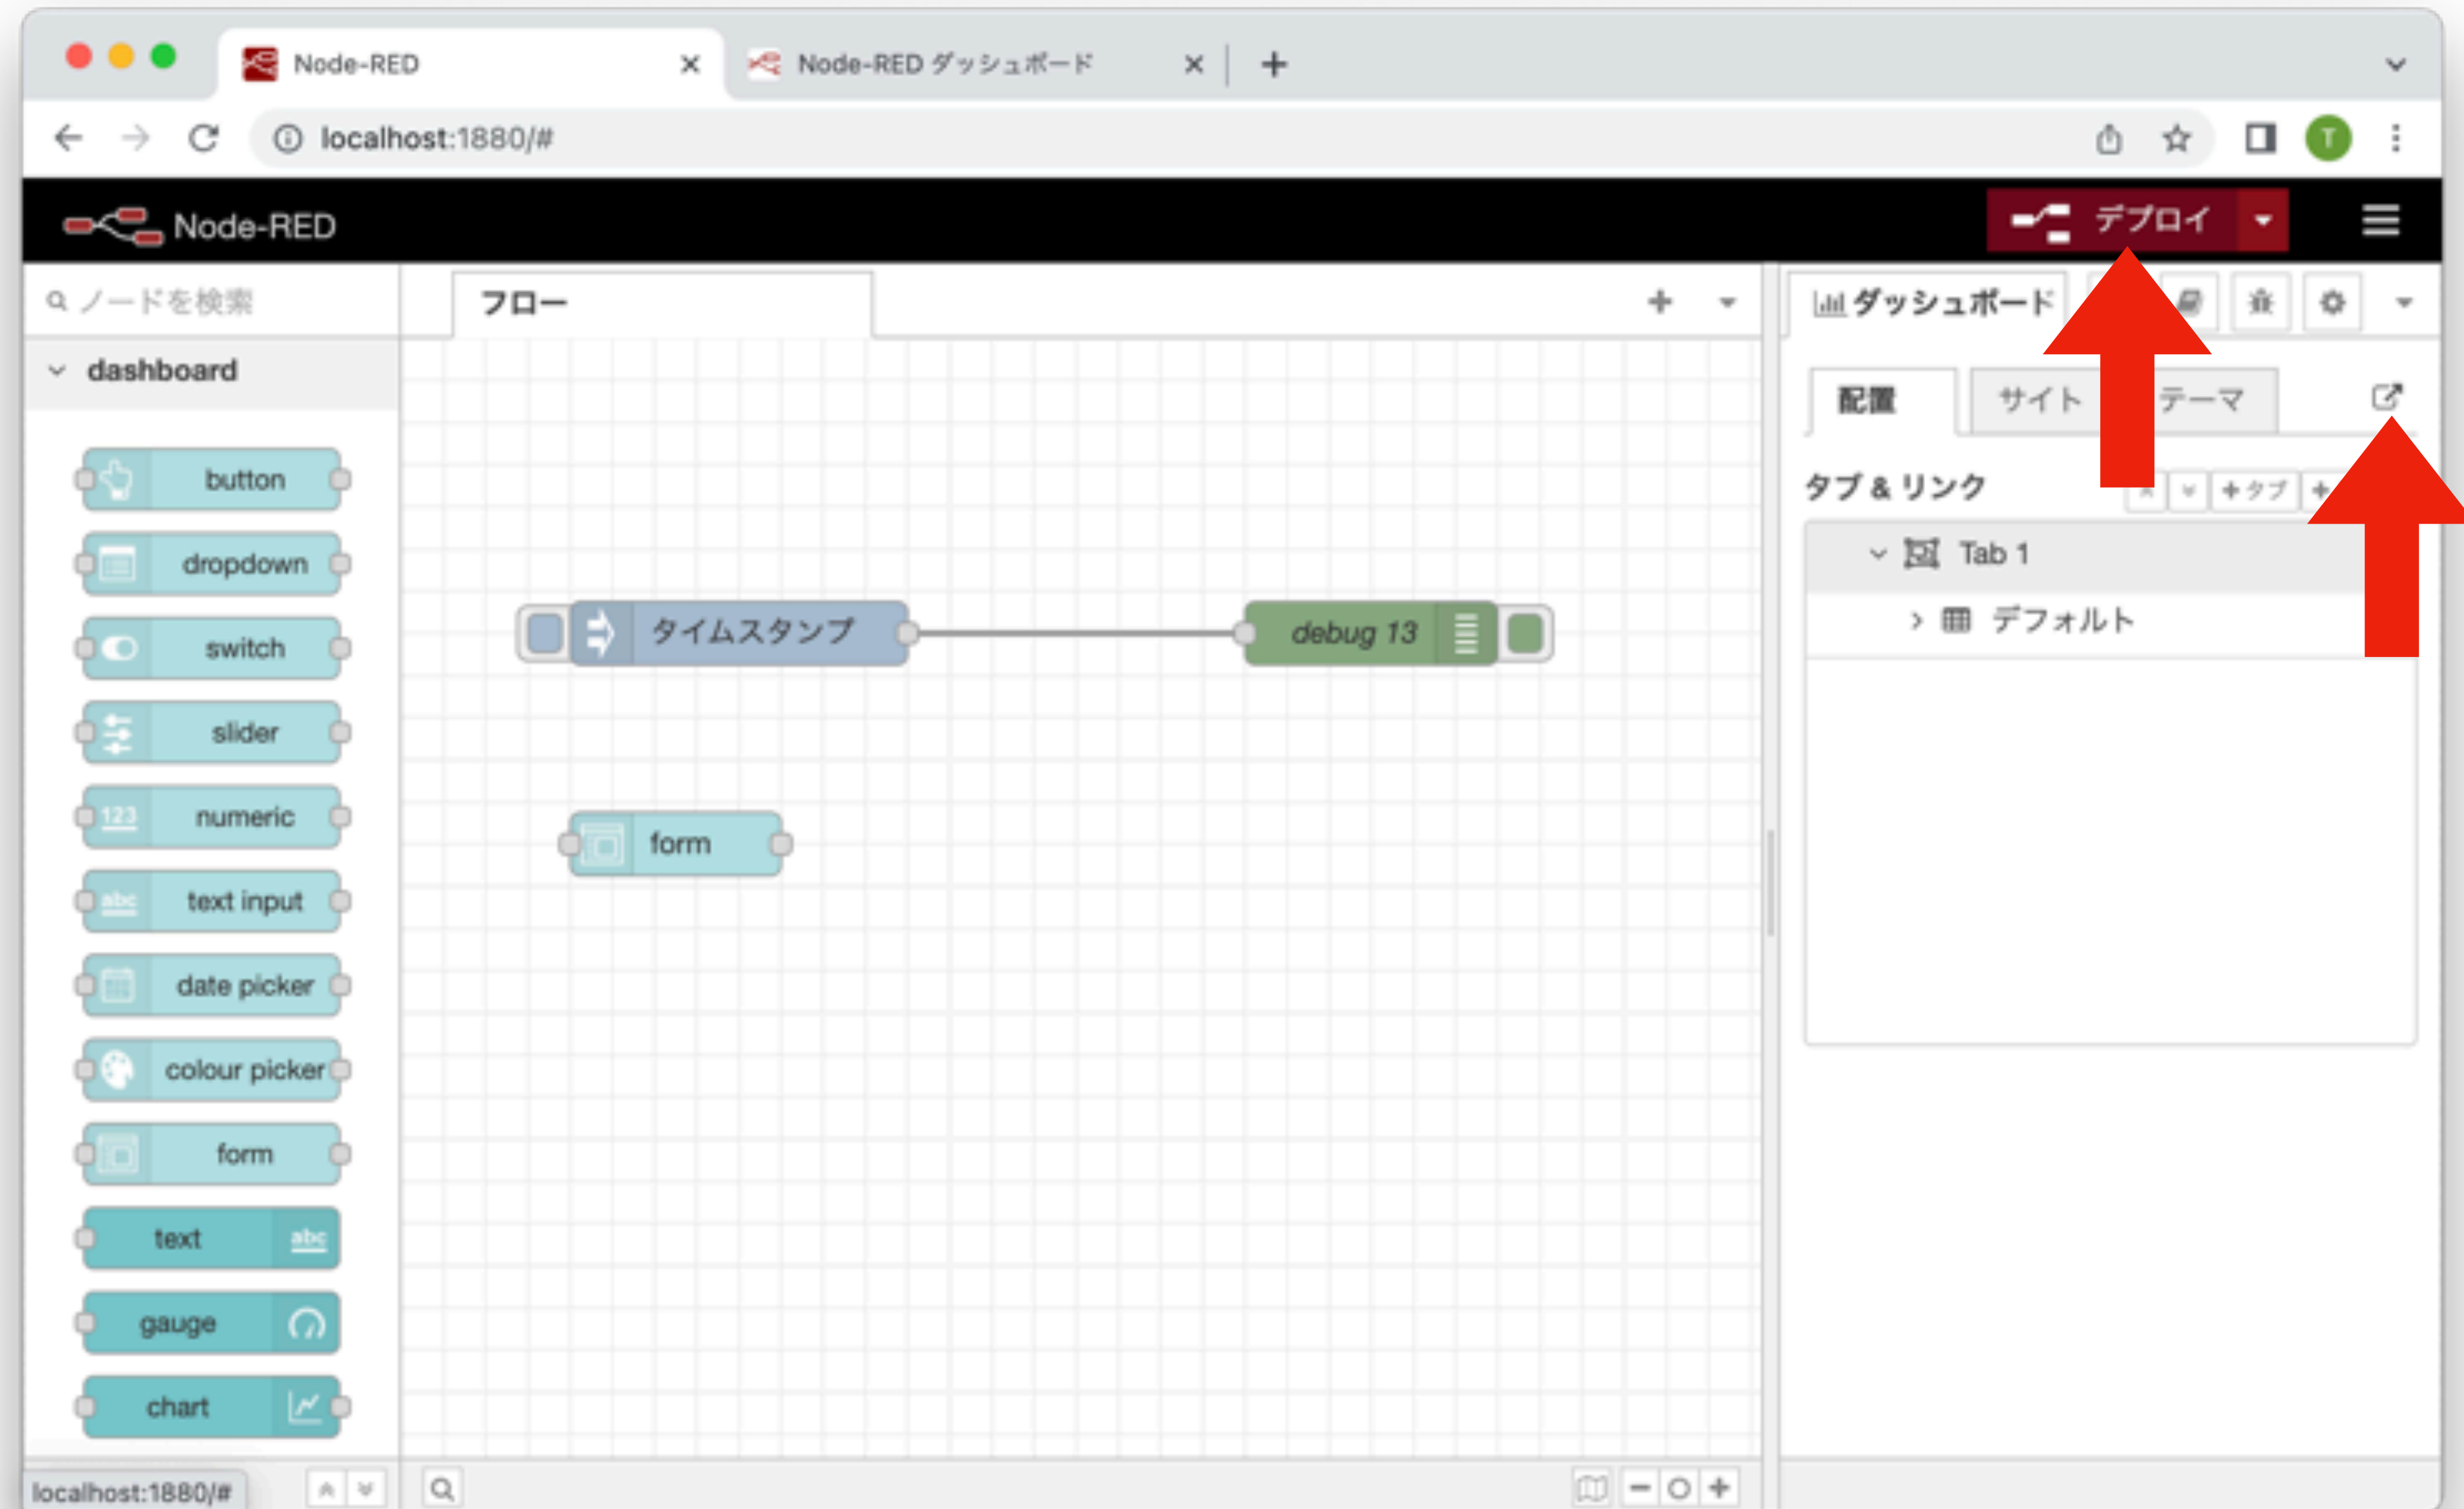 Node-RED
Node-RED ダッシュボード
localhost:1880/#
T
Node-RED
デプロイ
ノードを検索
フロー
ダッシュボード
dashboard
配置
サイト
テーマ
button
タブ & リンク
タブ
dropdown
Tab 1
タイムスタンプ
debug 13
デフォルト
switch
slider
123
numeric
form
abc
text input
date picker
colour picker
form
text
abc
gauge
chart
localhost:1880/#